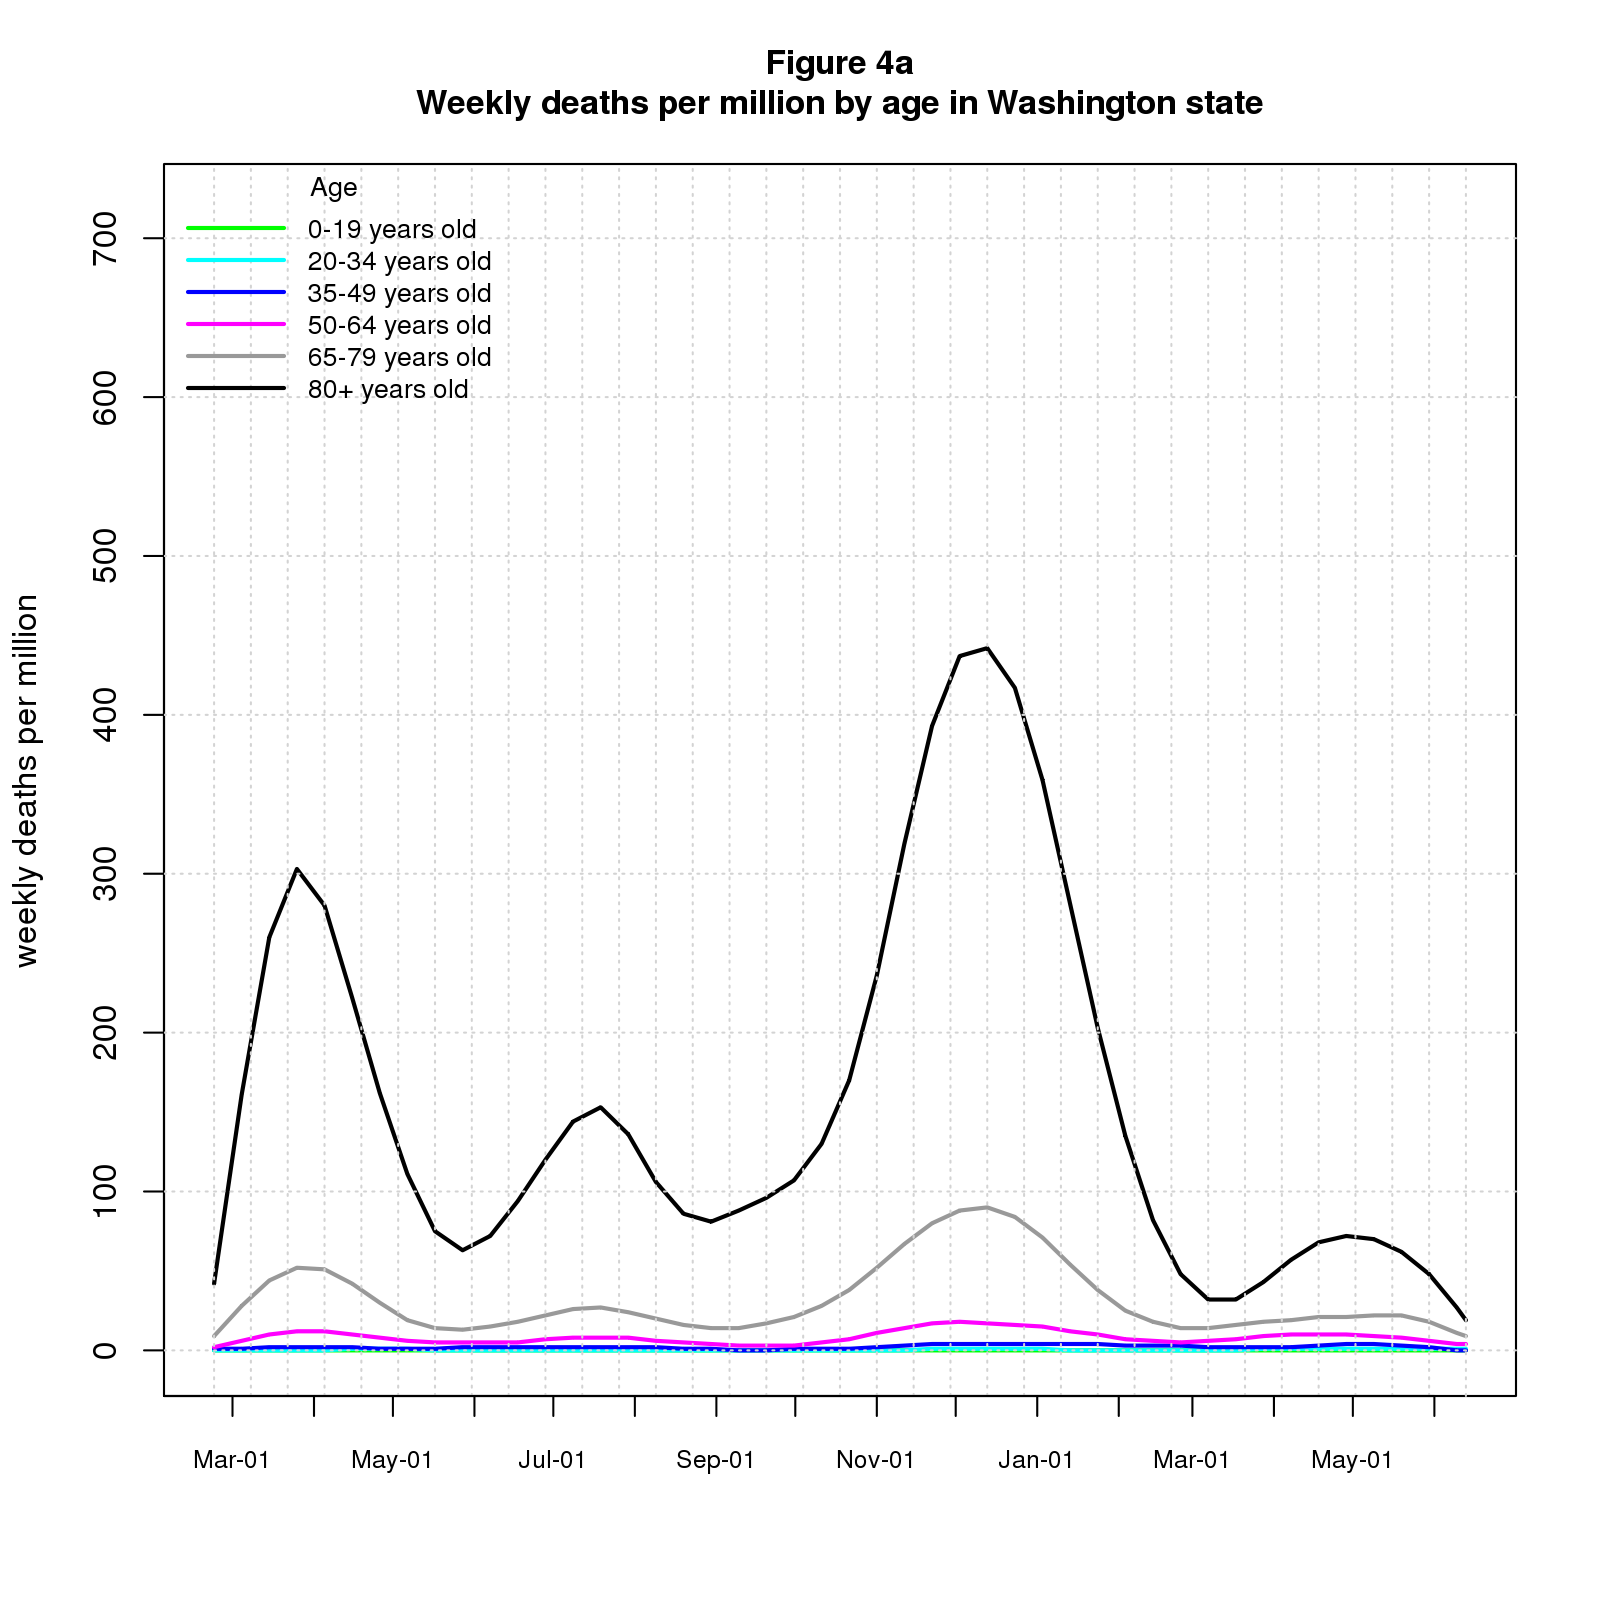 Figure 4a
Weekly deaths per million by age in Washington state
Age
0-19 years old
20-34 years old
35-49 years old
50-64 years old
65-79 years old
80+ years old
weekly deaths per million
700
600
500
400
300
200
100
0
Mar-01 May-01 Jul-01 Sep-01 Nov-01 Jan-01 Mar-01 May-01